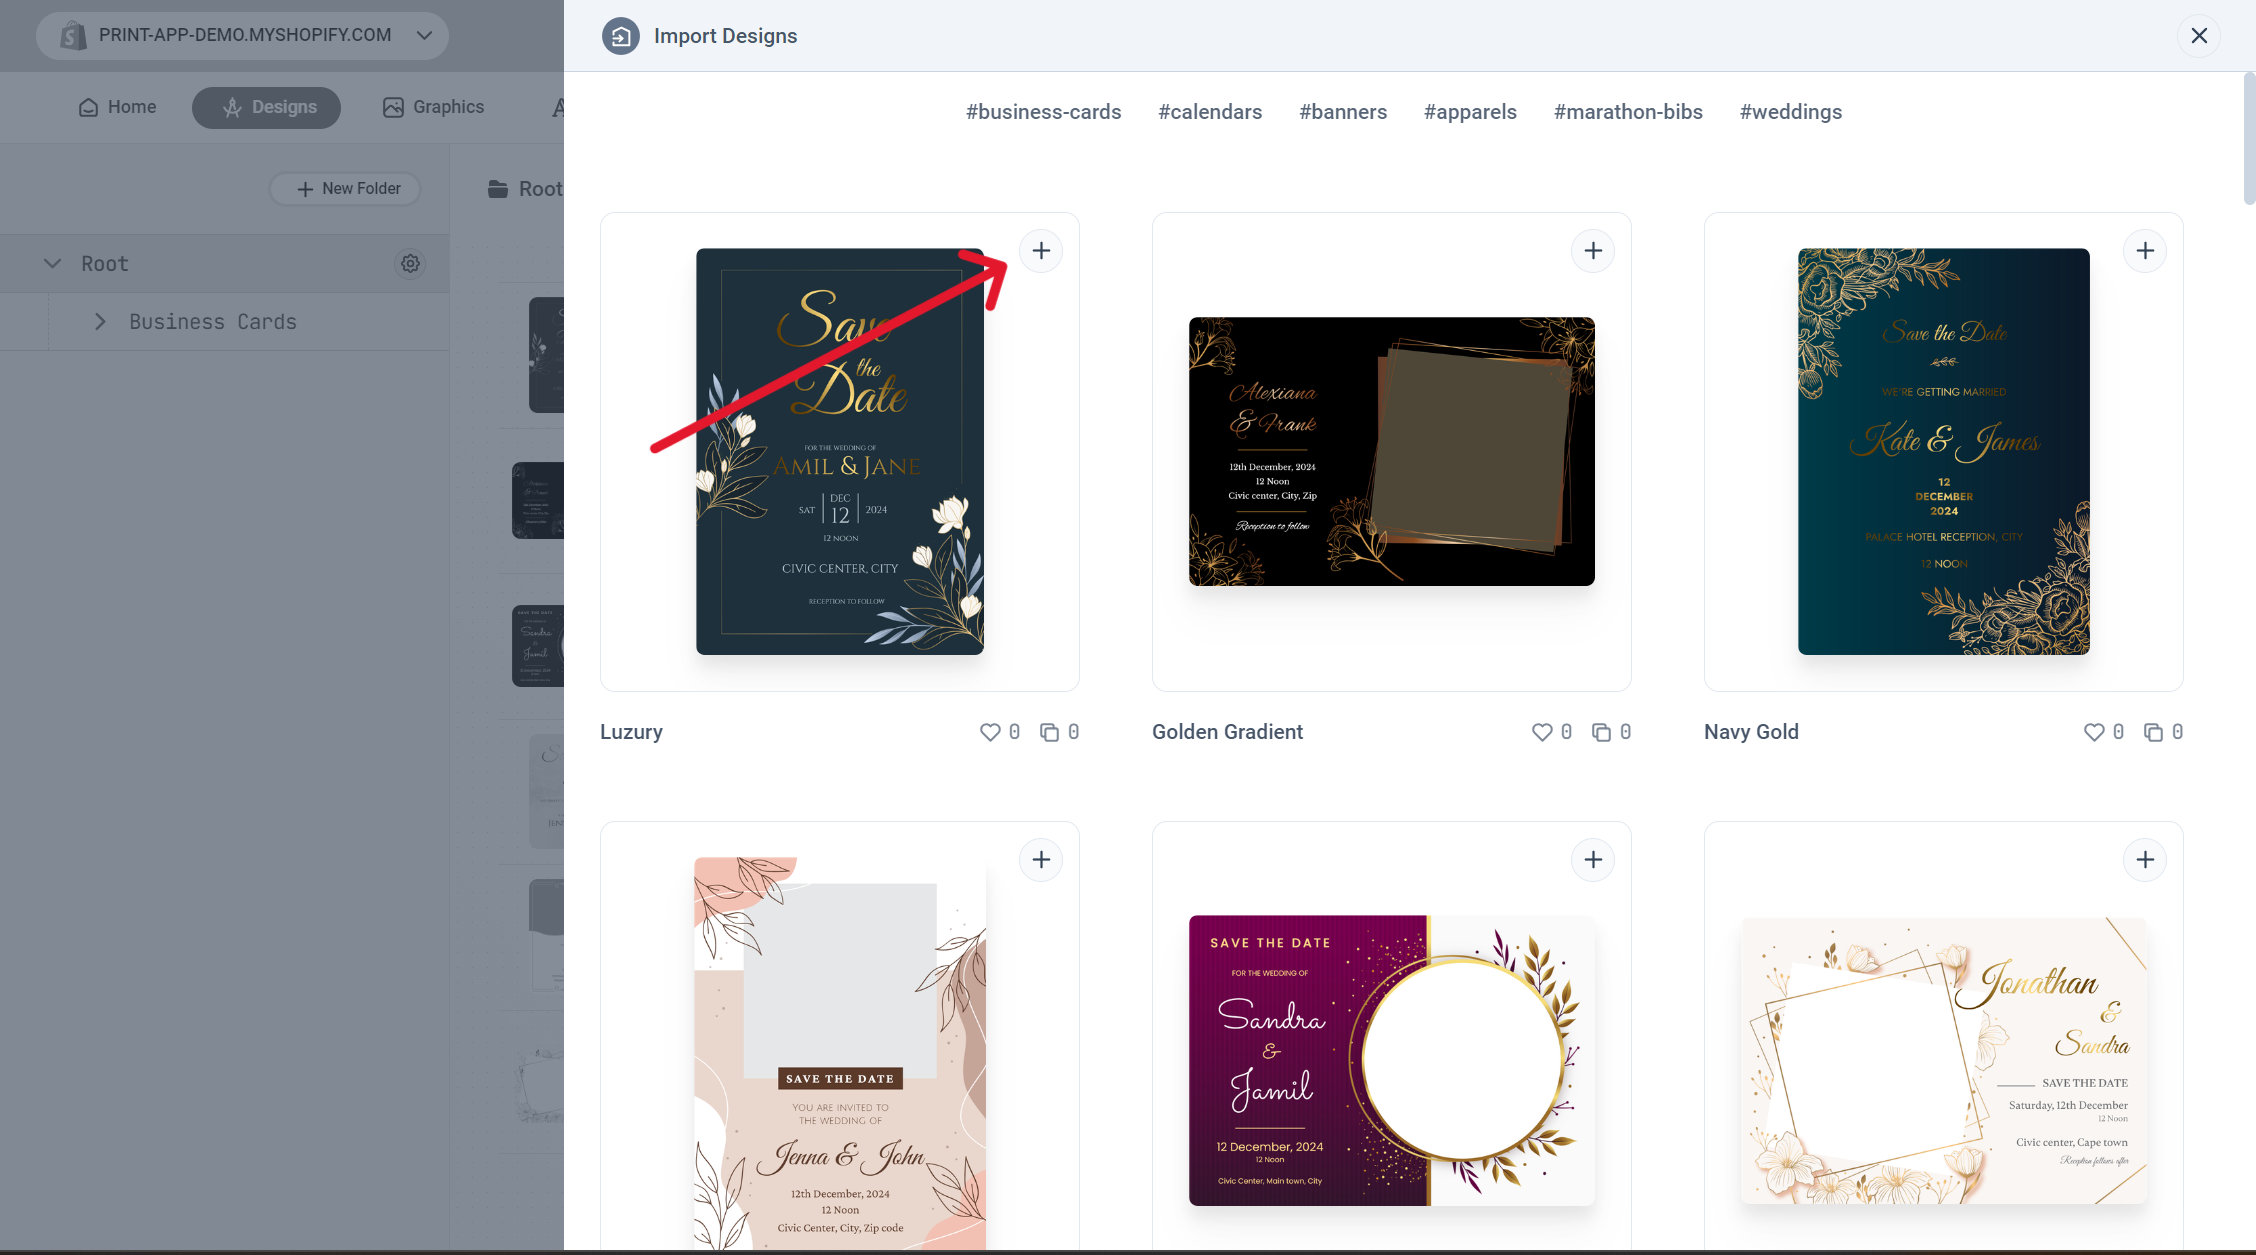 PRINT-APP-DEMO.MYSHOPIFY.COM
Import Designs
Home
Designs
Graphics
#business-cards
#calendars
#banners
#apparels
#marathon-bibs
#weddings
New Folder
Root
Root
Business Cards
Save
the
Date
FOR THE WEDDING OF
AMIL & JANE
SAT
DEC
12
2024
12 NOON
CIVIC CENTER, CITY
RECEPTION TO FOLLOW
Luzury
0
0
Alexiana
& Frank
12th December, 2024
12 Noon
Civic center, City, Zip
Reception to follow
Golden Gradient
0
0
Save the Date
WE'RE GETTING MARRIED
Kate & James
12
DECEMBER
2024
PALACE HOTEL RECEPTION, CITY
12 NOON
Navy Gold
0
0
SAVE THE DATE
YOU ARE INVITED TO
THE WEDDING OF
Jenna & John
12th December, 2024
12 Noon
Civic Center, City, Zip code
SAVE THE DATE
FOR THE WEDDING OF
Sandra
&
Jamil
12 December, 2024
12 Noon
Civic Center, Main town, City
Jonathan
&
Sandra
SAVE THE DATE
Saturday, 12th December
12 Noon
Civic center, Cape town
Reception follows after
Sandra
Jamil